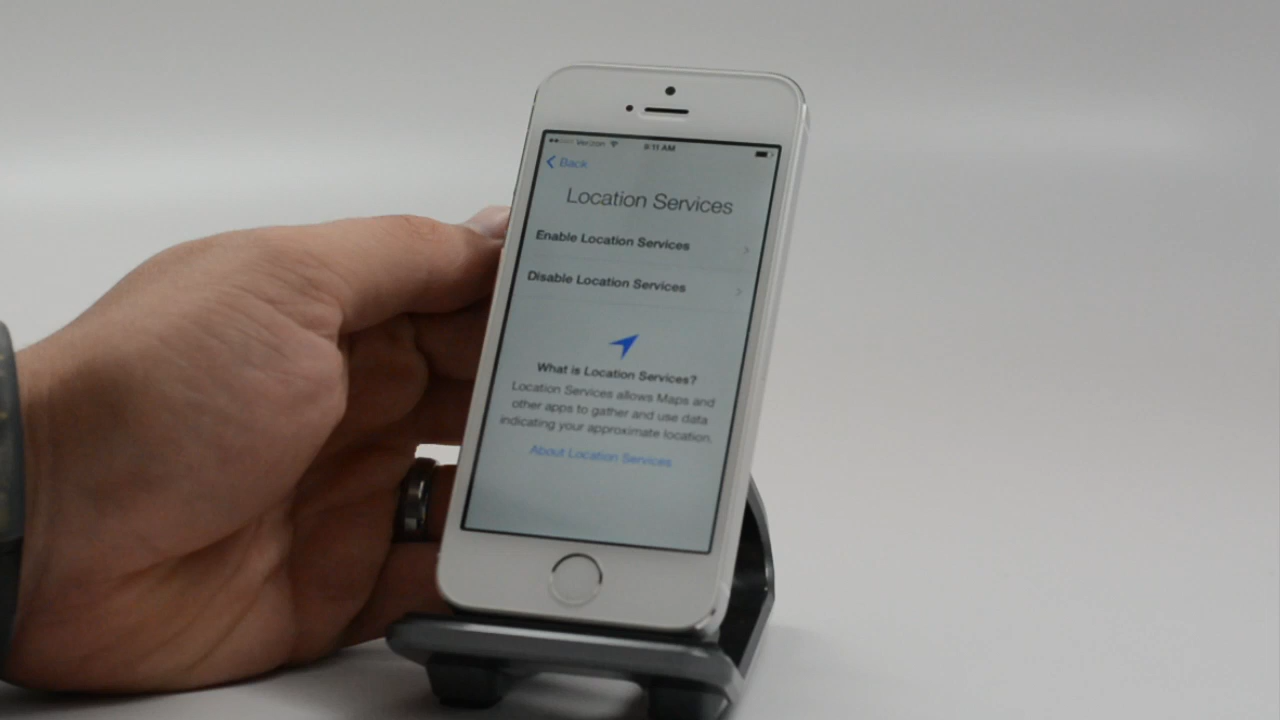 Verizon 8:11 AM
Back
Location Services
Enable Location Services
Disable Location Services
What is Location Services?
Location Services allows Maps and
other apps to gather and use data
indicating your approximate location.
About Location Services